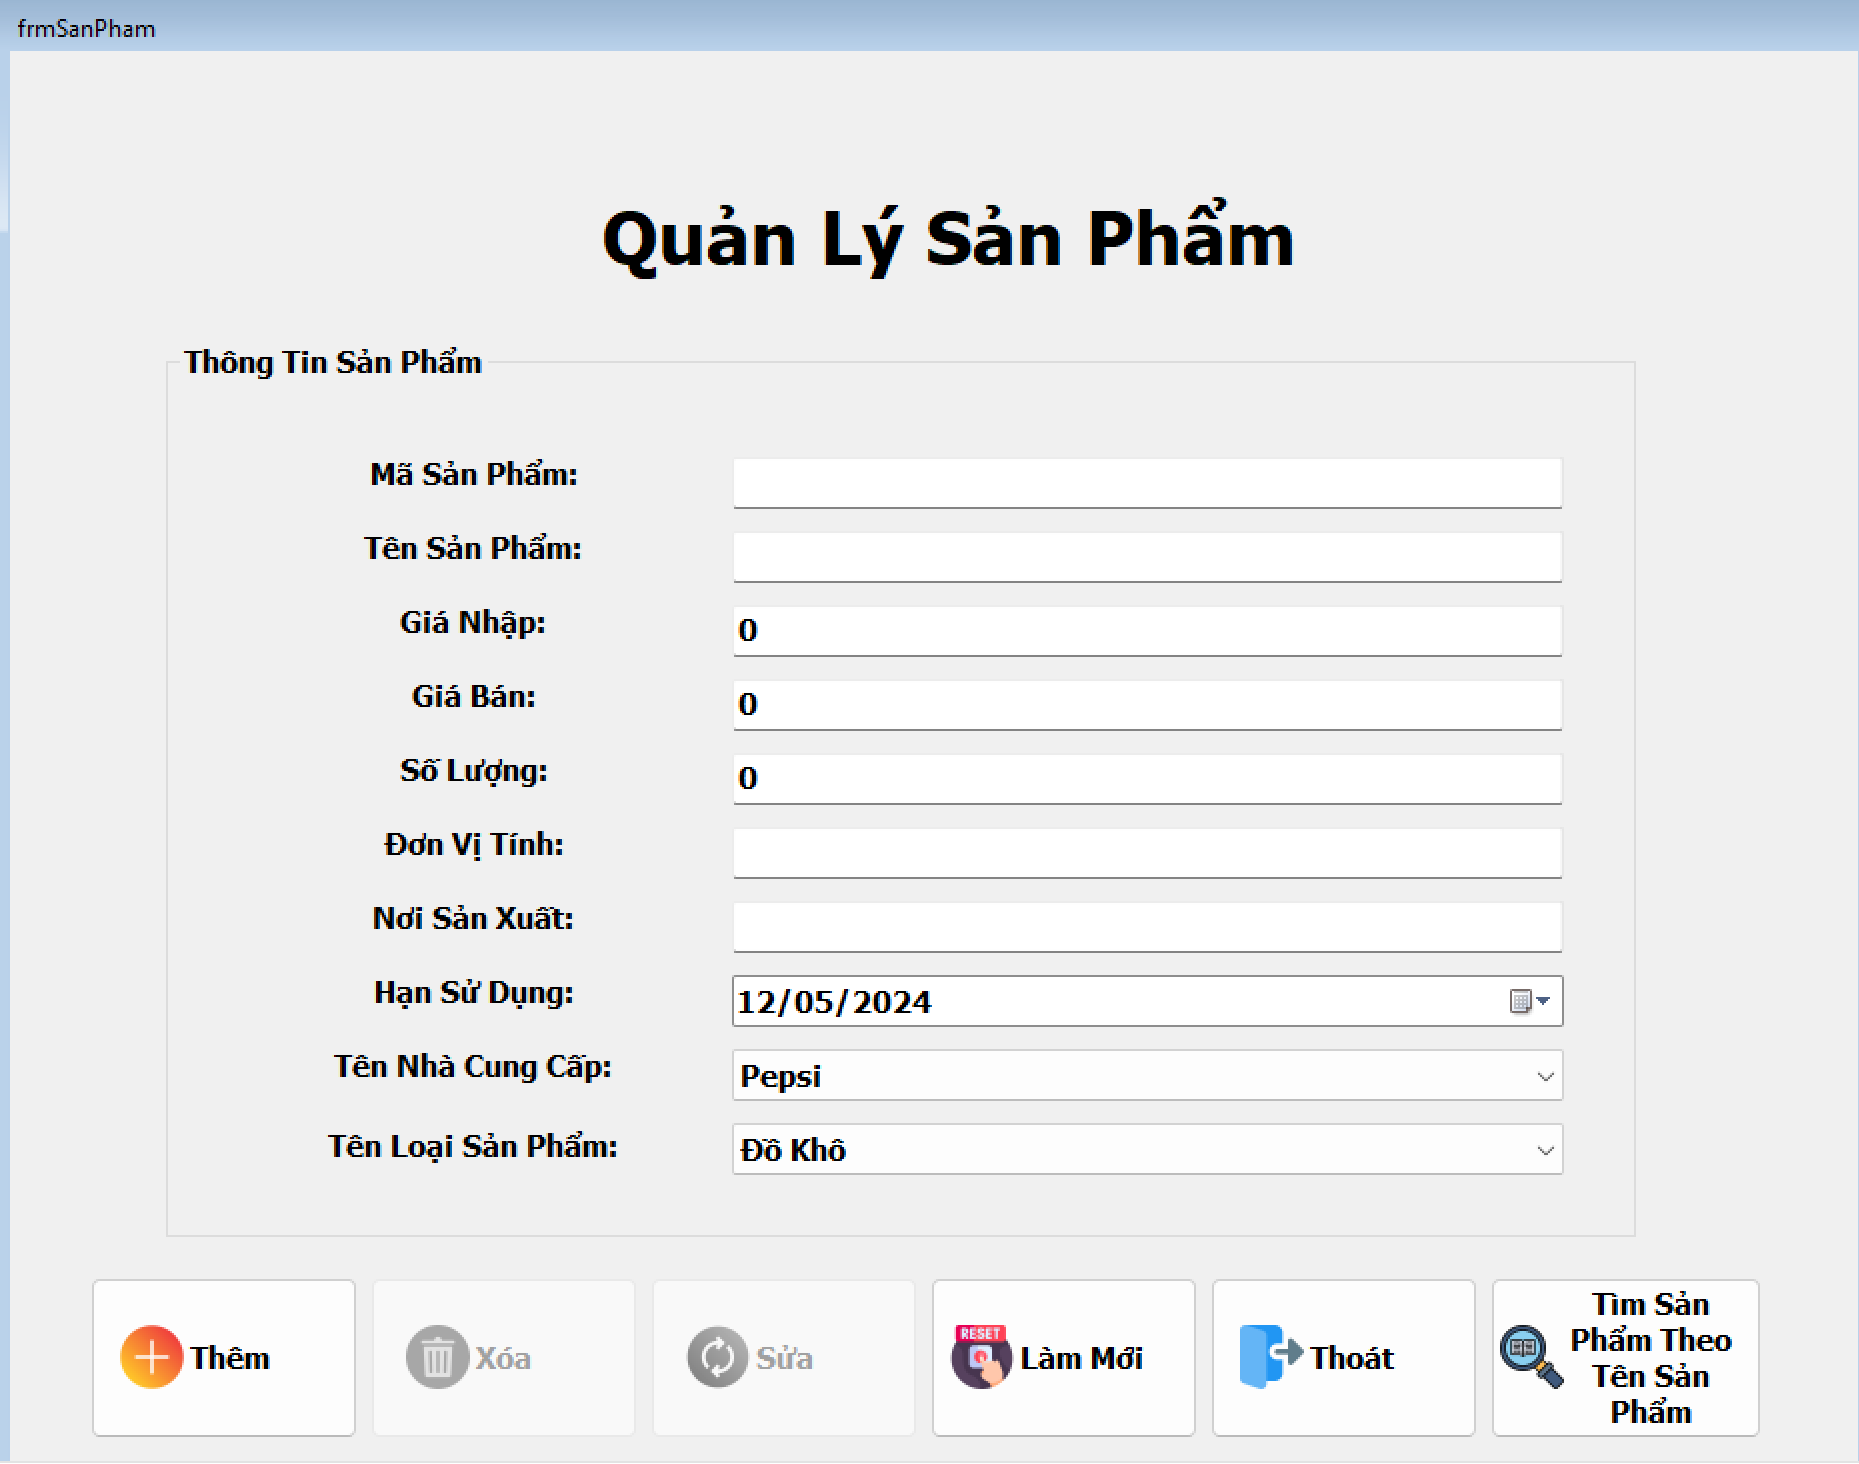 frmSanPham
Quản Lý Sản Phẩm
Thông Tin Sản Phẩm
Mã Sản Phẩm:
Tên Sản Phẩm:
Giá Nhập:
0
Giá Bán:
0
Số Lượng:
0
Đơn Vị Tính:
Nơi Sản Xuất:
Hạn Sử Dụng:
12/05/2024
Tên Nhà Cung Cấp:
Pepsi
Tên Loại Sản Phẩm:
Đồ Khô
Thêm
Xóa
Sửa
RESET
Làm Mới
Thoát
Tìm Sản
Phẩm Theo
Tên Sản
Phẩm